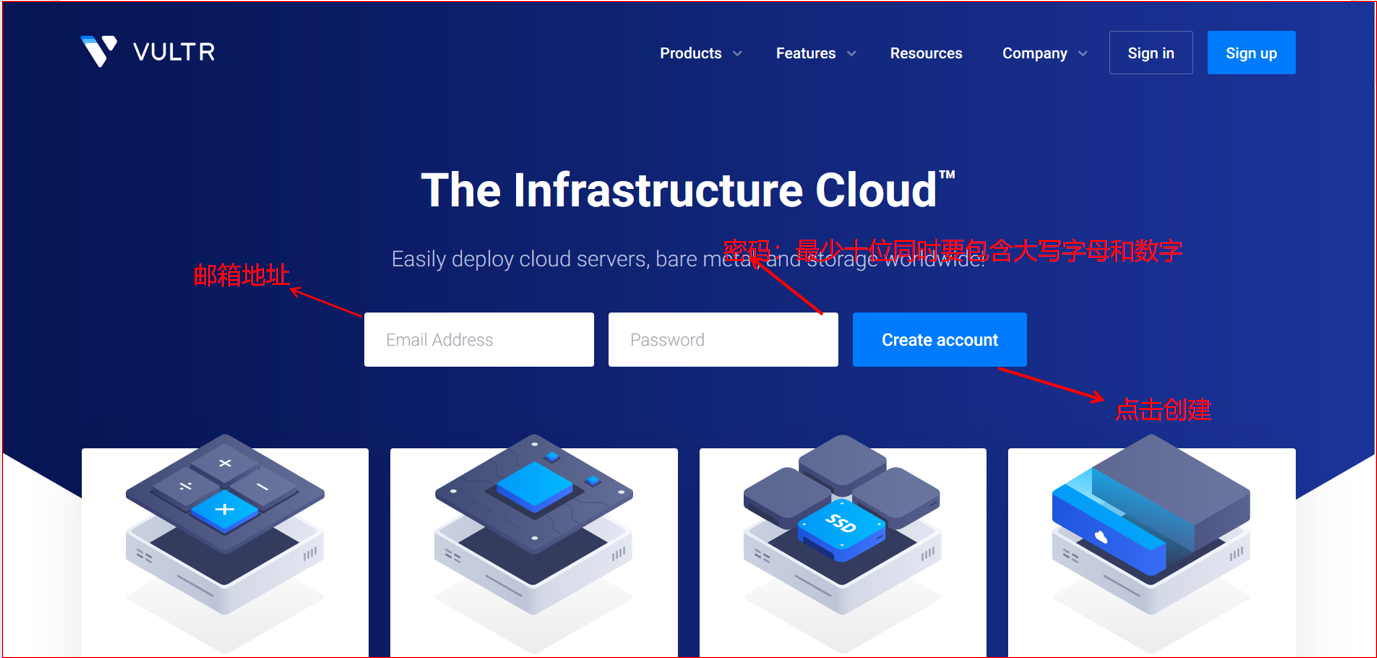 VULTR
Products Features Resources Company Sign in Sign up
The Infrastructure Cloud™
密码：最少十位同时要包含大写字母和数字
Easily deploy cloud servers, bare metal, and storage worldwide.
邮箱地址
Email Address Password Create account
点击创建
SSD